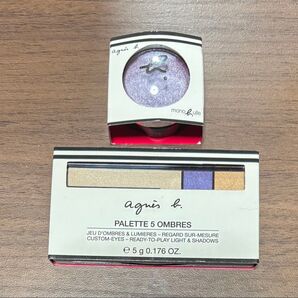 agnès b.
b.
mono b'elle
agnès b.
PALETTE 5 OMBRES
JEU D'OMBRES & LUMIERES – REGARD SUR-MESURE
CUSTOM-EYES – READY-TO-PLAY LIGHT & SHADOWS
e 5 g 0.176 OZ.